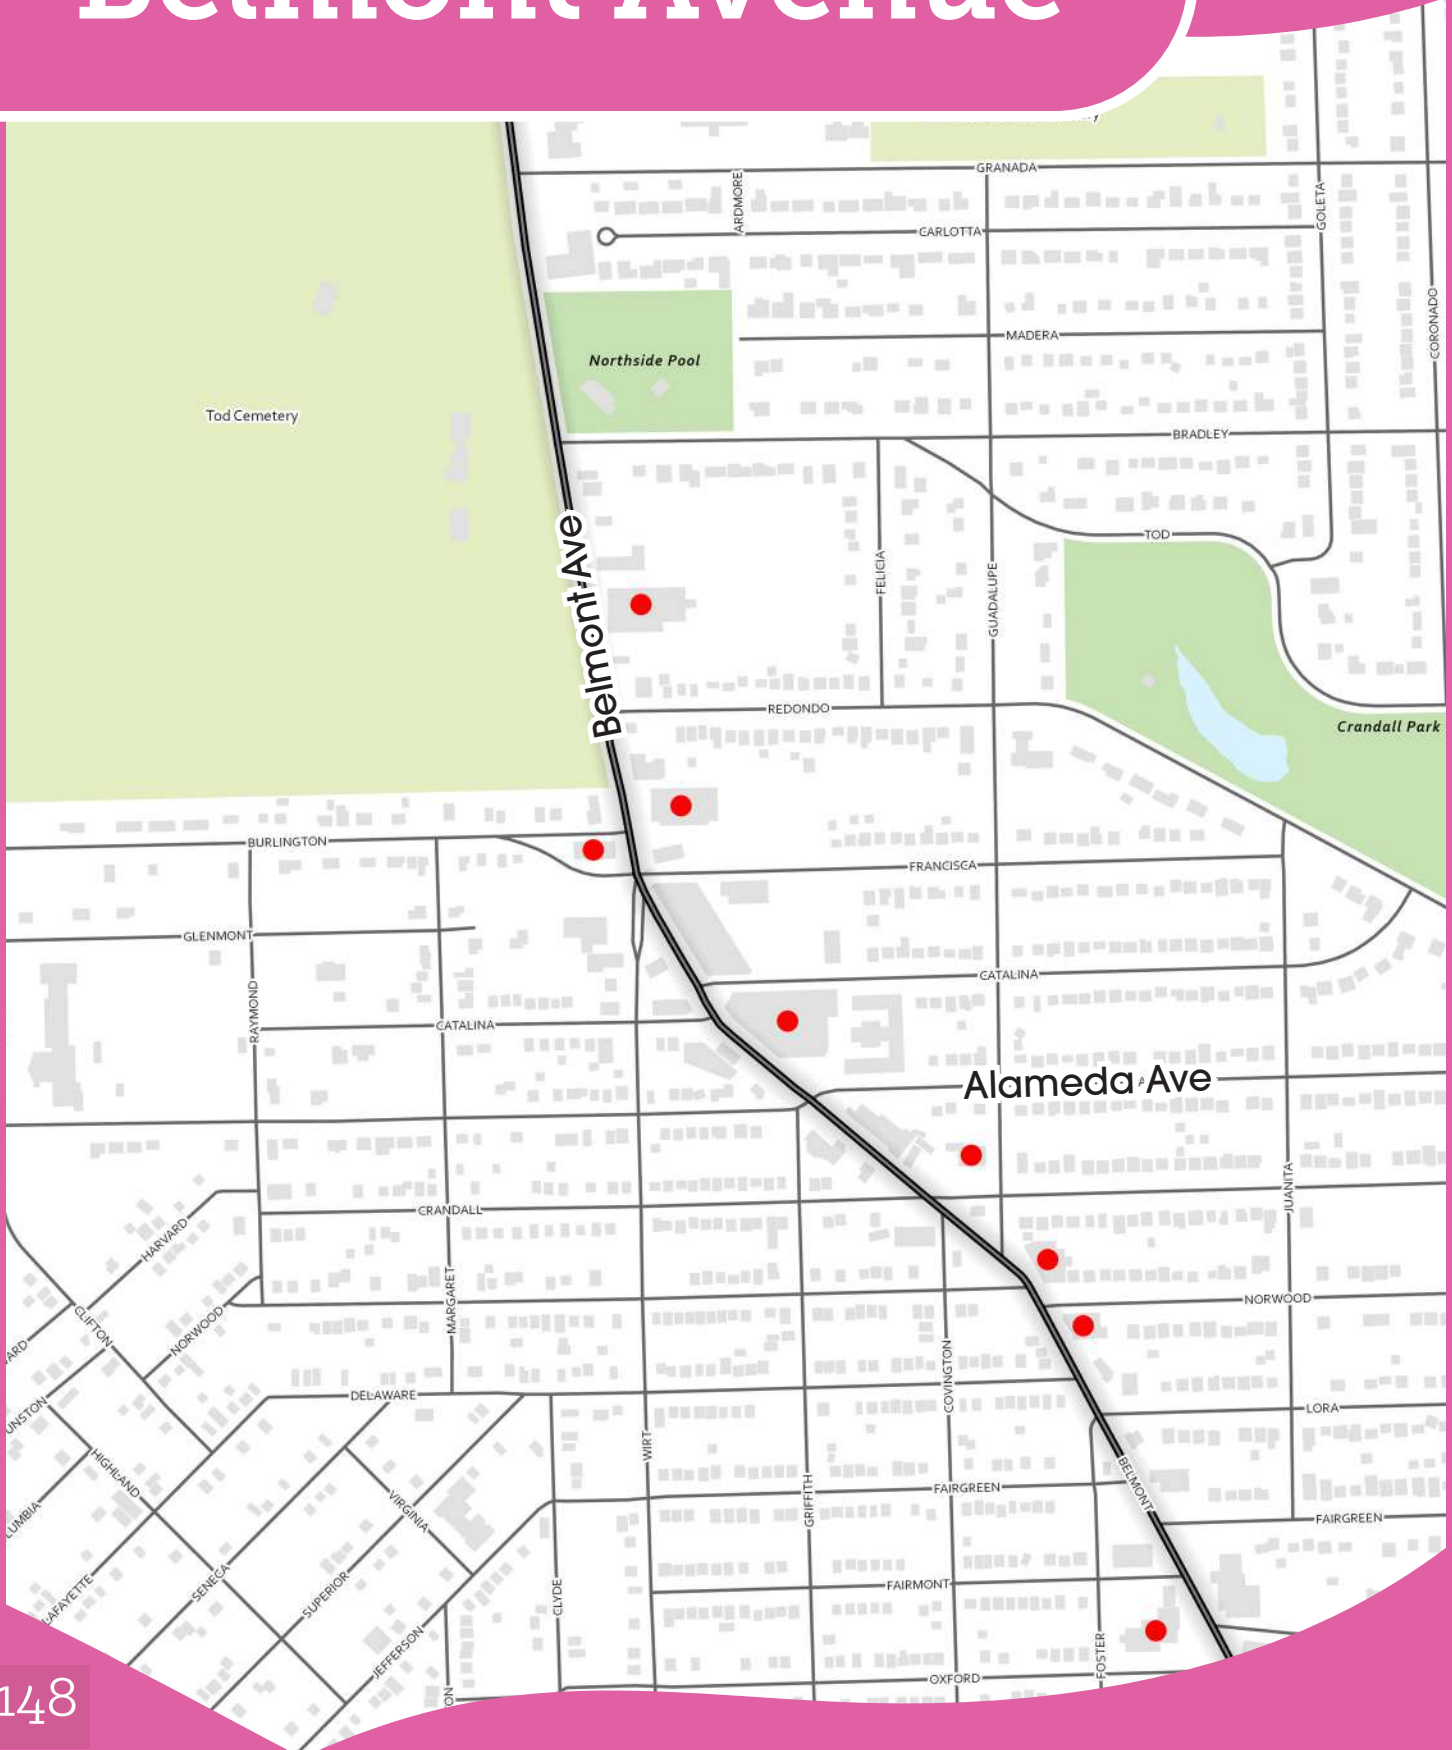 Belmont Avenue
GRANADA
ARDMORE
GOLETA
CARLOTTA
CORONADO
MADERA
Northside Pool
Tod Cemetery
BRADLEY
TOD
Belmont Ave
FELICIA
GUADALUPE
REDONDO
Crandall Park
BURLINGTON
FRANCISCA
GLENMONT
CATALINA
RAYMOND
CATALINA
Alameda Ave
JUANITA
CRANDALL
HARVARD
MARGARET
NORWOOD
CLIFTON
NORWOOD
COVINGTON
DELAWARE
LORA
WIRT
HIGHLAND
BELMONT
FAIRGREEN
GRIFFITH
VIRGINIA
FAIRGREEN
SENECA
SUPERIOR
CLYDE
FAIRMONT
LAFAYETTE
JEFFERSON
FOSTER
OXFORD
148